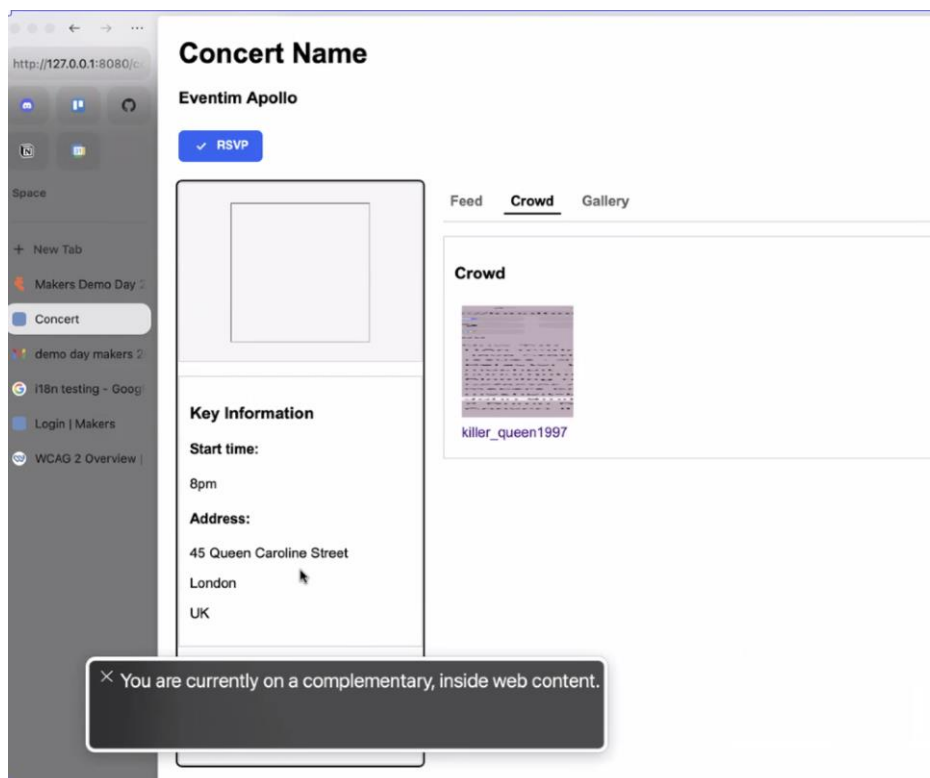 http://127.0.0.1:8080/
Space
+ New Tab
Makers Demo Day
Concert
demo day makers 2
i18n testing - Goog
Login | Makers
WCAG 2 Overview |
Concert Name
Eventim Apollo
✓ RSVP
Key Information
Start time:
8pm
Address:
45 Queen Caroline Street
London
UK
Feed Crowd Gallery
Crowd
killer_queen1997
× You are currently on a complementary, inside web content.